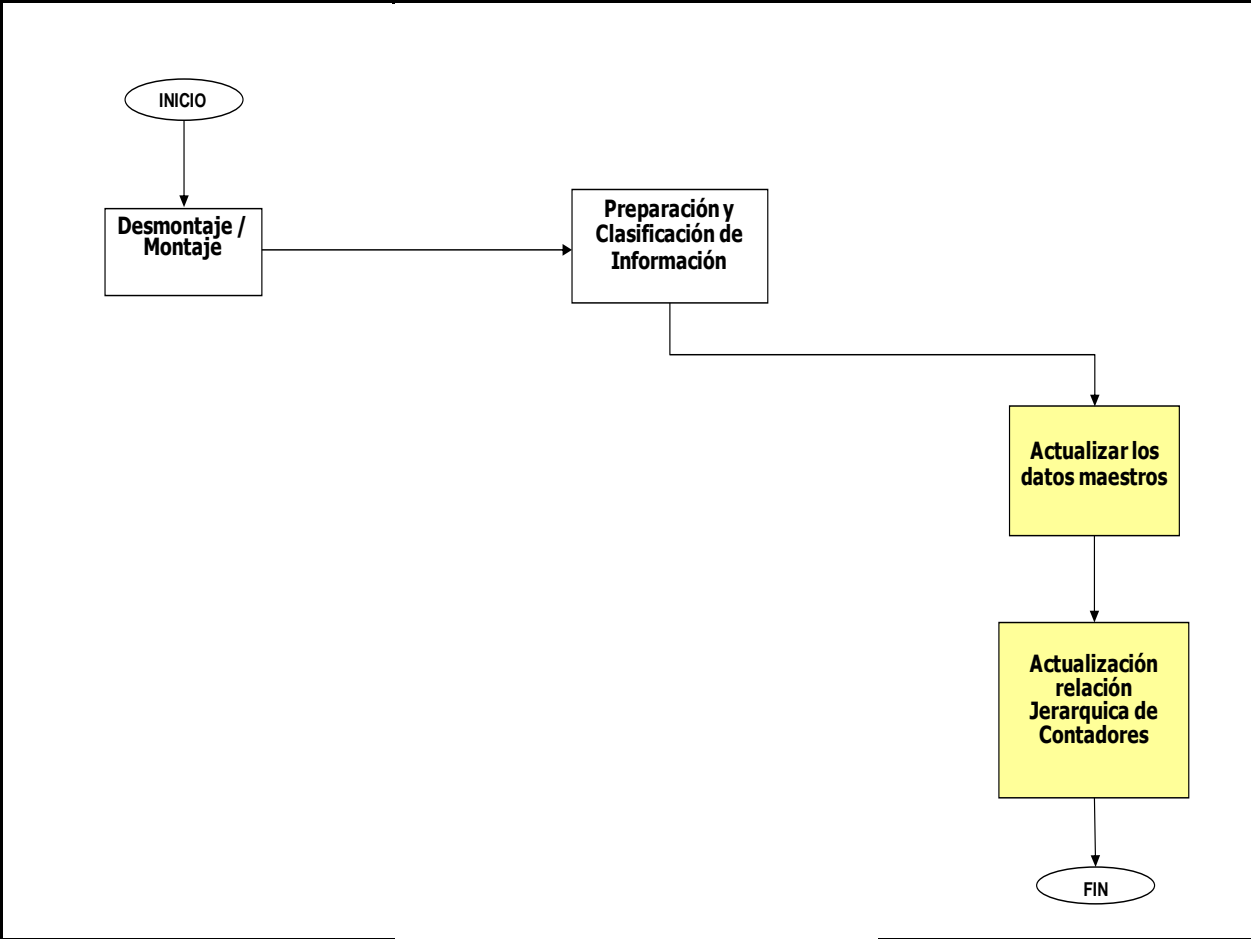 INICIO
Desmontaje /
Montaje
Preparación y
Clasificación de
Información
Actualizar los
datos maestros
Actualización
relación
Jerarquica de
Contadores
FIN